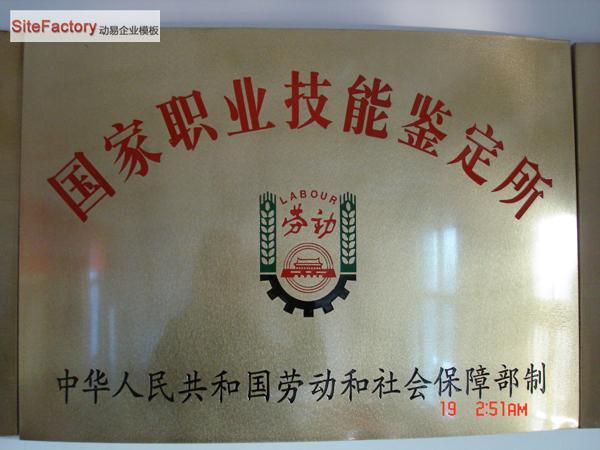 SiteFactory 动易企业模板
国家职业技能鉴定所
LABOUR
劳动
中华人民共和国劳动和社会保障部制
19 2:51AM